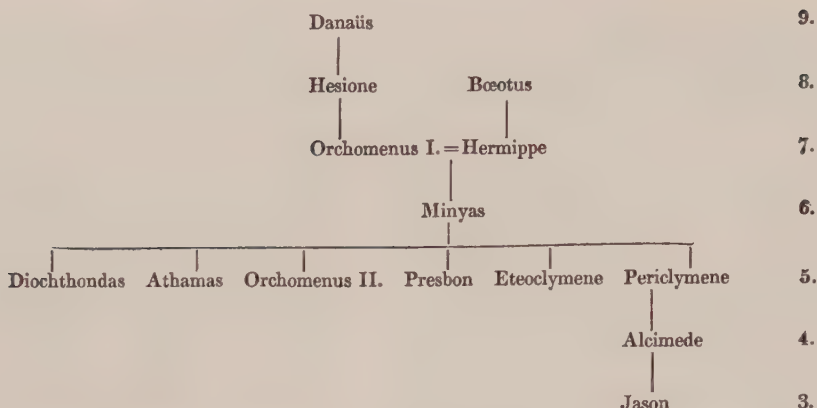 Danaüs 9.
Hesione Bœotus 8.
Orchomenus I. = Hermippe 7.
Minyas 6.
Diochthondas Athamas Orchomenus II. Presbon Eteoclymene Periclymene 5.
Alcimede 4.
Jason 3.